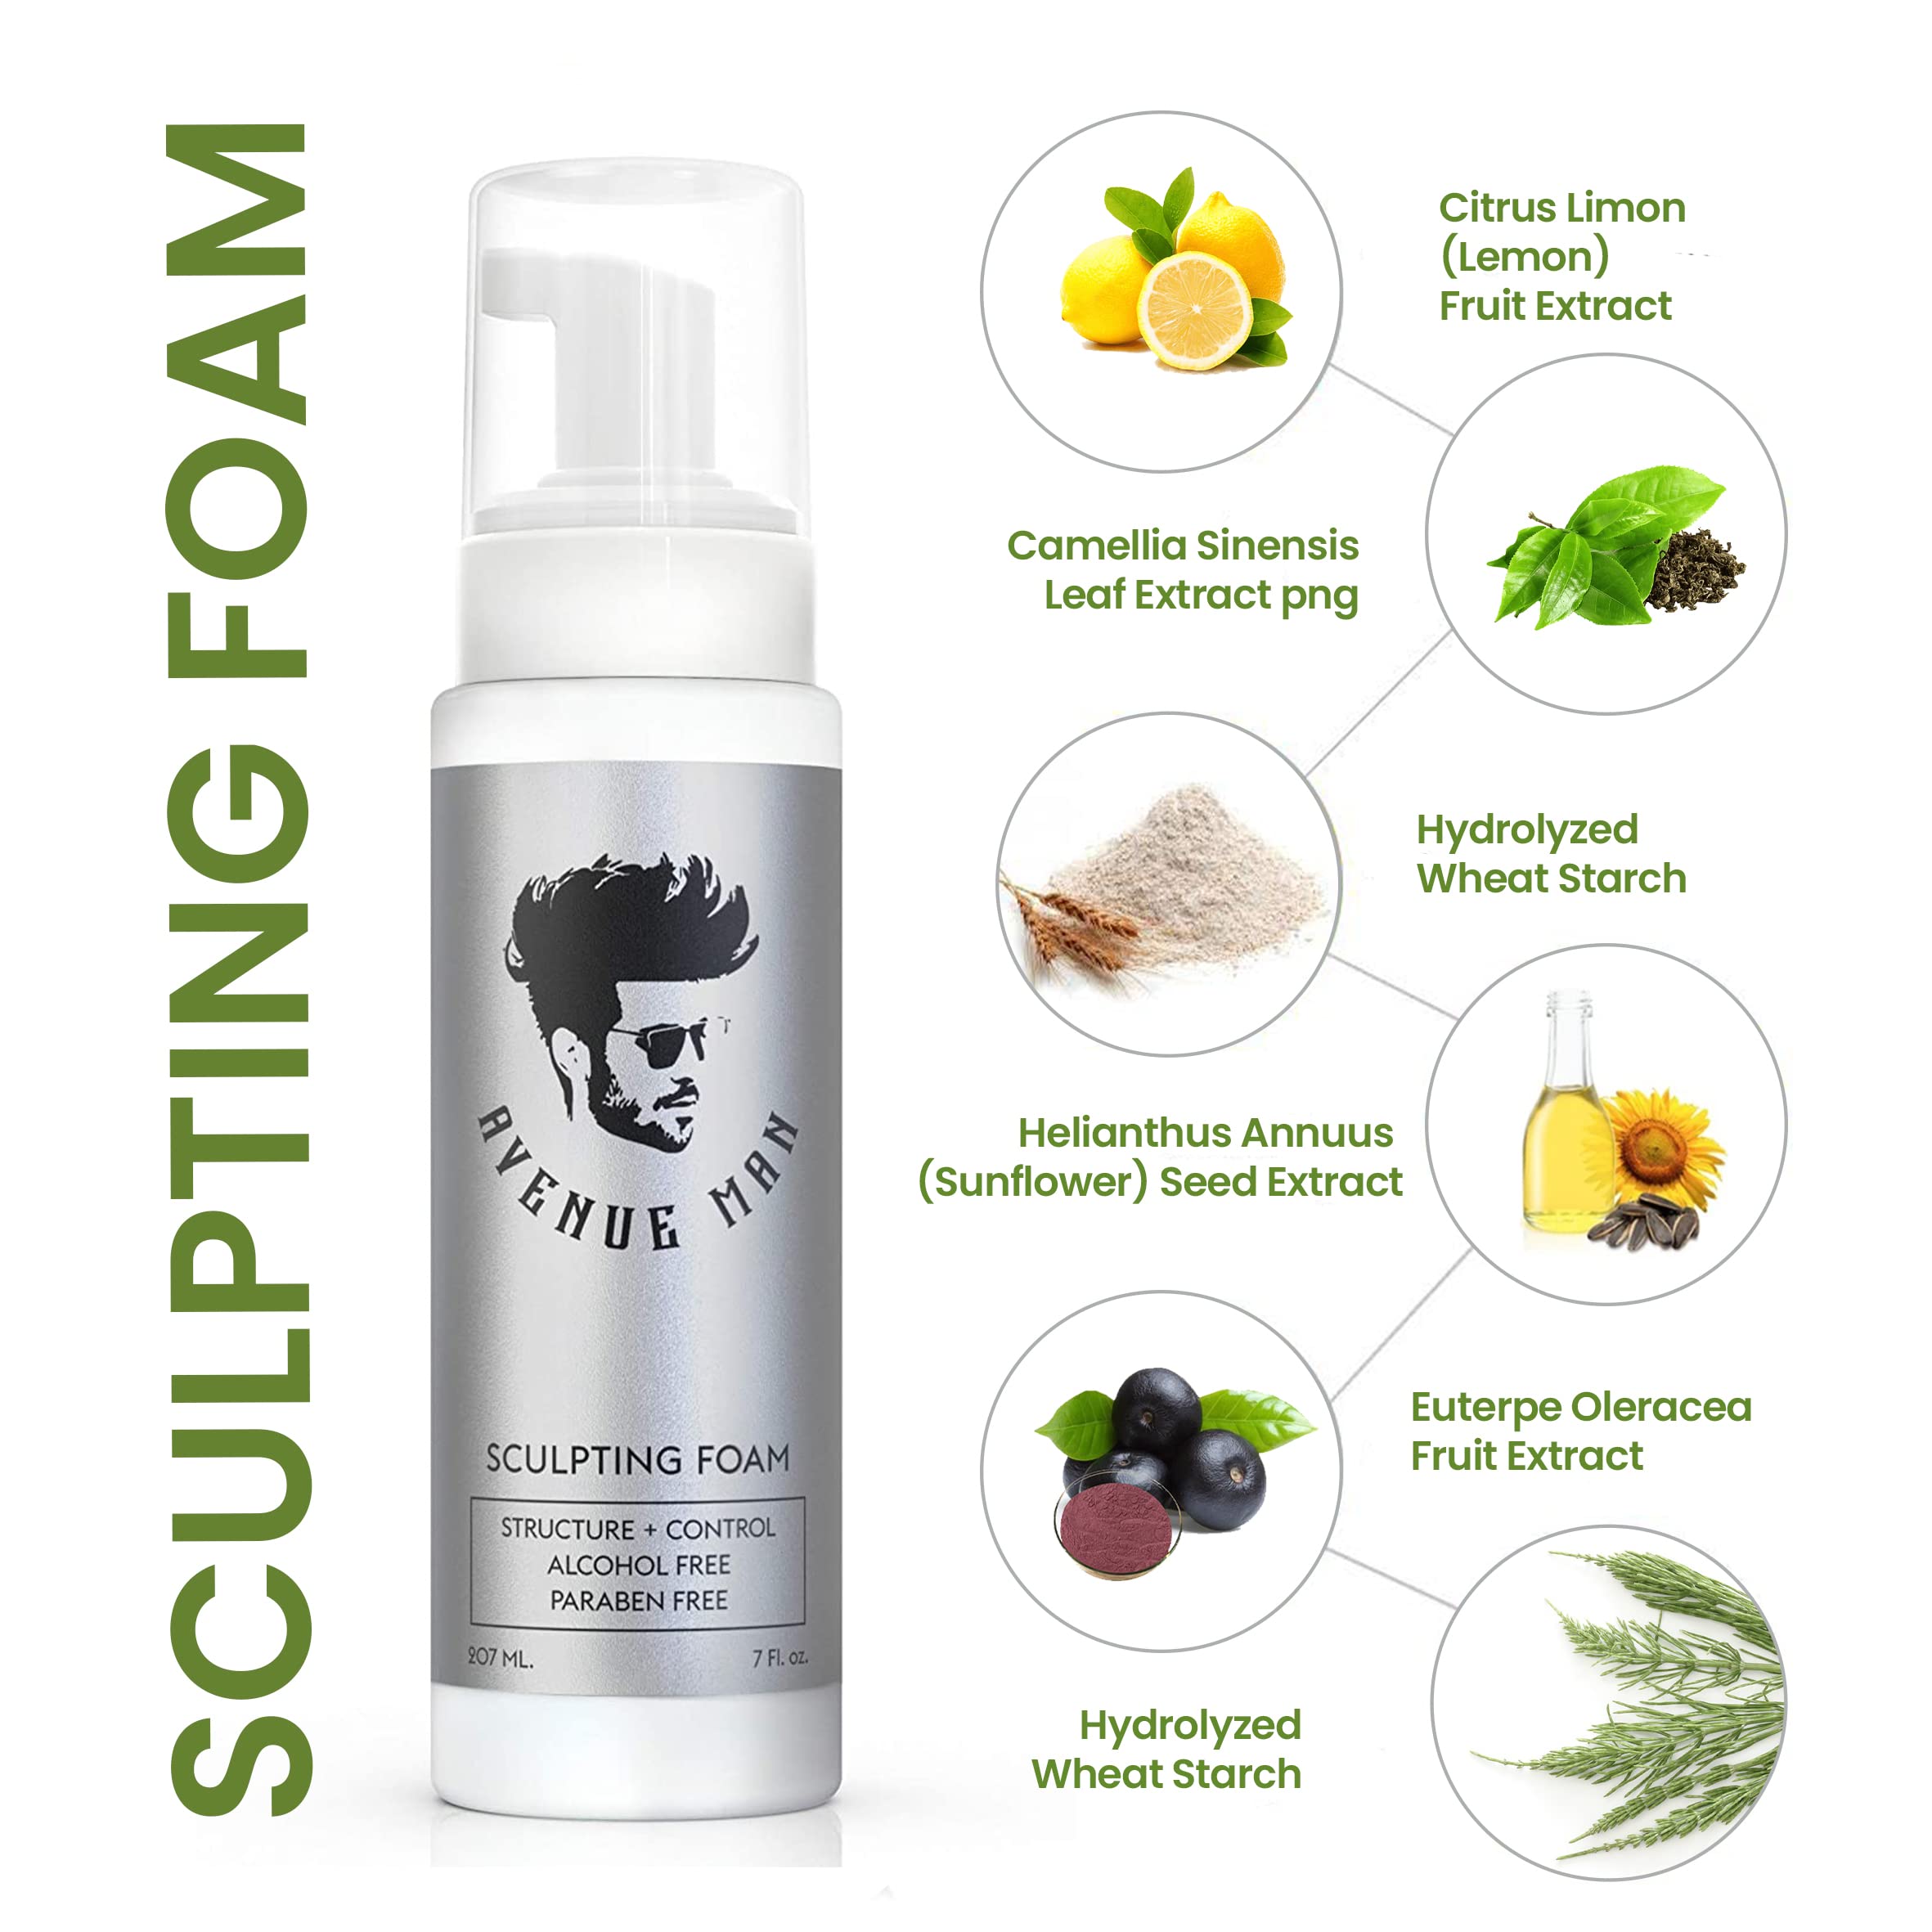 SCULPTING FOAM
AVENUE MAN
SCULPTING FOAM
STRUCTURE + CONTROL
ALCOHOL FREE
PARABEN FREE
207 ML. 7 Fl. oz.
Citrus Limon
(Lemon)
Fruit Extract
Camellia Sinensis
Leaf Extract png
Hydrolyzed
Wheat Starch
Helianthus Annuus
(Sunflower) Seed Extract
Euterpe Oleracea
Fruit Extract
Hydrolyzed
Wheat Starch